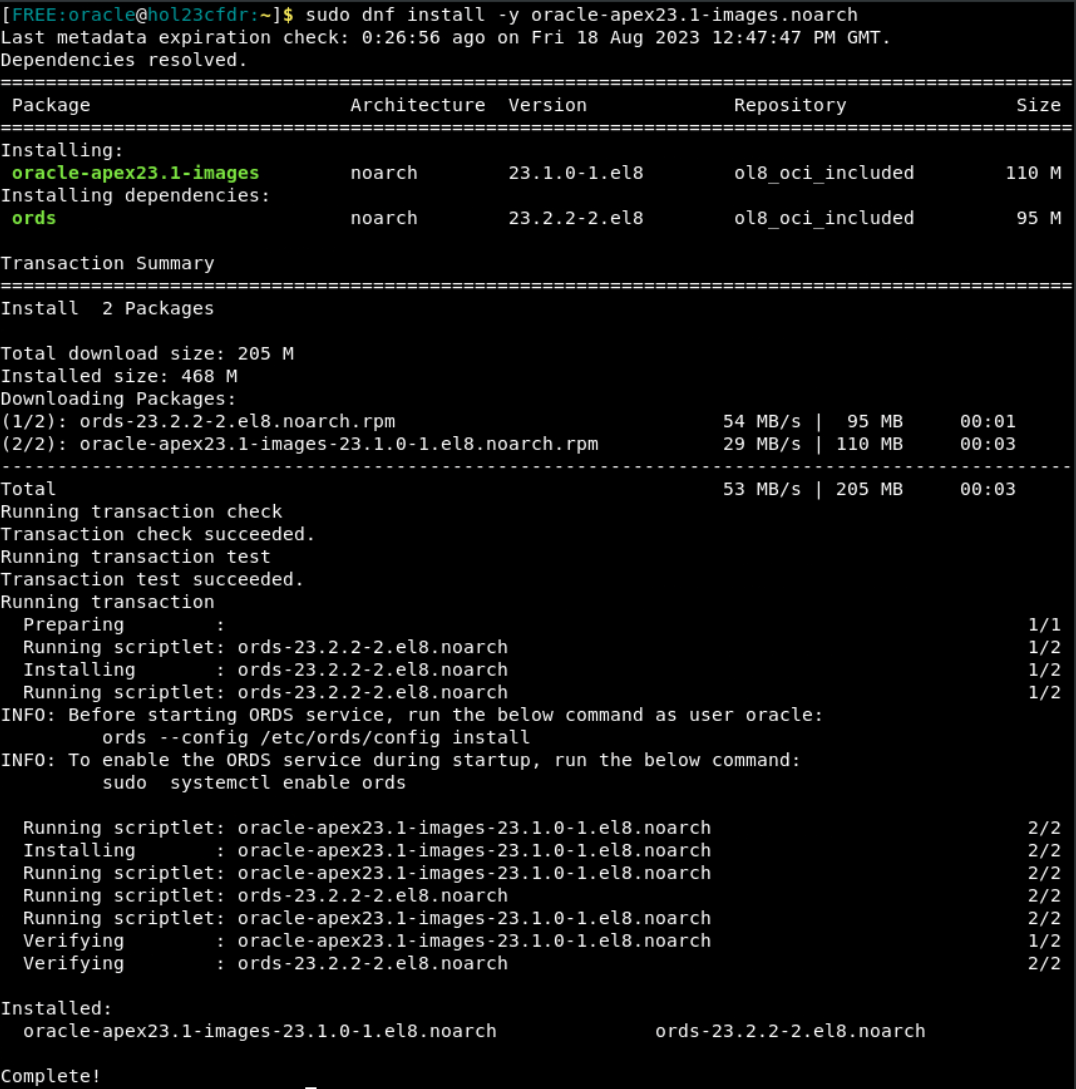 [FREE:oracle@hol23cfdr:~]$ sudo dnf install -y oracle-apex23.1-images.noarch
Last metadata expiration check: 0:26:56 ago on Fri 18 Aug 2023 12:47:47 PM GMT.
Dependencies resolved.
===============================================================================================
 Package                       Architecture  Version             Repository               Size
===============================================================================================
Installing:
 oracle-apex23.1-images        noarch        23.1.0-1.el8        ol8_oci_included        110 M
Installing dependencies:
 ords                          noarch        23.2.2-2.el8        ol8_oci_included         95 M

Transaction Summary
===============================================================================================
Install  2 Packages

Total download size: 205 M
Installed size: 468 M
Downloading Packages:
(1/2): ords-23.2.2-2.el8.noarch.rpm                             54 MB/s |  95 MB     00:01
(2/2): oracle-apex23.1-images-23.1.0-1.el8.noarch.rpm           29 MB/s | 110 MB     00:03
-----------------------------------------------------------------------------------------------
Total                                                           53 MB/s | 205 MB     00:03
Running transaction check
Transaction check succeeded.
Running transaction test
Transaction test succeeded.
Running transaction
  Preparing        :                                                                       1/1
  Running scriptlet: ords-23.2.2-2.el8.noarch                                              1/2
  Installing       : ords-23.2.2-2.el8.noarch                                              1/2
  Running scriptlet: ords-23.2.2-2.el8.noarch                                              1/2
INFO: Before starting ORDS service, run the below command as user oracle:
         ords --config /etc/ords/config install
INFO: To enable the ORDS service during startup, run the below command:
         sudo  systemctl enable ords

  Running scriptlet: oracle-apex23.1-images-23.1.0-1.el8.noarch                            2/2
  Installing       : oracle-apex23.1-images-23.1.0-1.el8.noarch                            2/2
  Running scriptlet: oracle-apex23.1-images-23.1.0-1.el8.noarch                            2/2
  Running scriptlet: ords-23.2.2-2.el8.noarch                                              2/2
  Running scriptlet: oracle-apex23.1-images-23.1.0-1.el8.noarch                            2/2
  Verifying        : oracle-apex23.1-images-23.1.0-1.el8.noarch                            1/2
  Verifying        : ords-23.2.2-2.el8.noarch                                              2/2

Installed:
  oracle-apex23.1-images-23.1.0-1.el8.noarch              ords-23.2.2-2.el8.noarch

Complete!